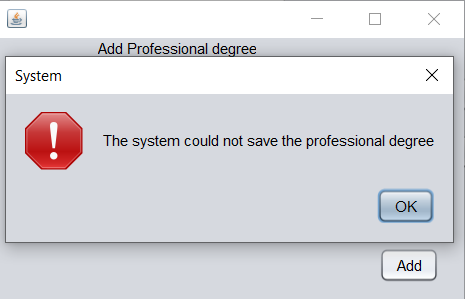 Add Professional degree
System
The system could not save the professional degree
OK
Add